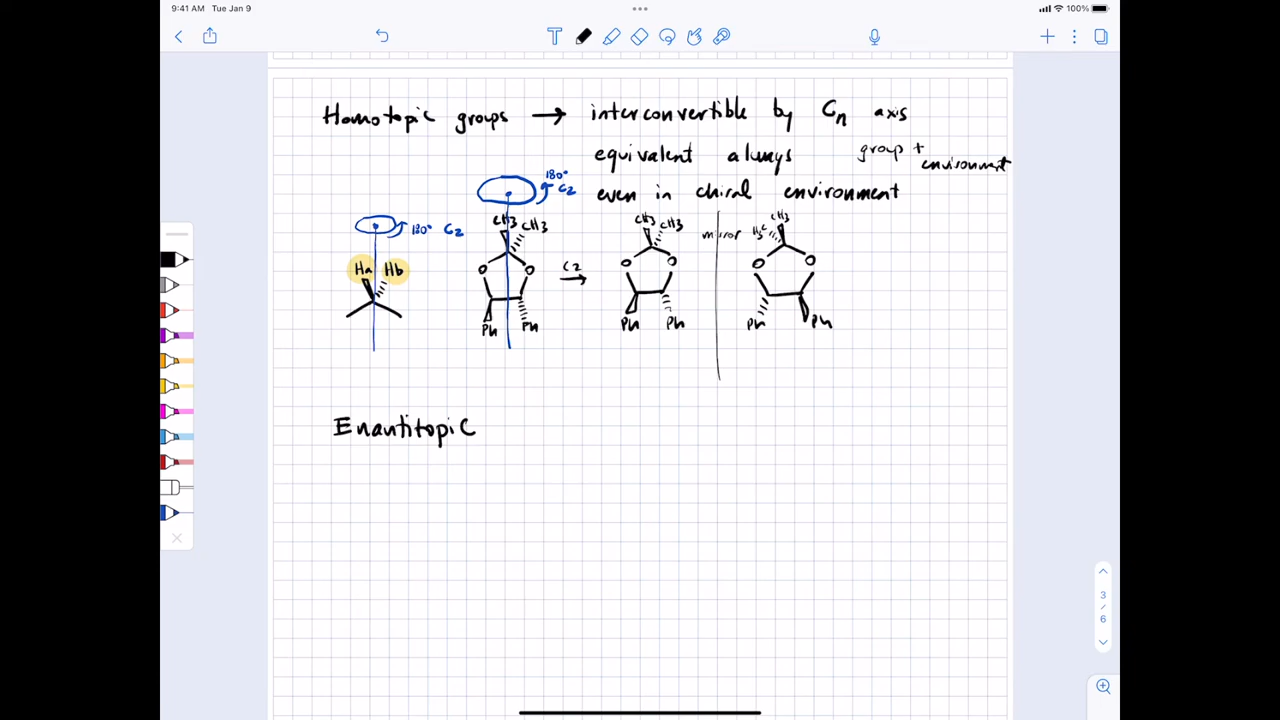 9:41 AM Tue Jan 9
100%
Homotopic groups → interconvertible by Cn axis
equivalent always
group + environment
even in chiral environment
180° C2
180° C2
Ha Hb
CH3 CH3
O O
Ph Ph
C2
→
CH3 CH3
O O
Ph Ph
mirror
H3C CH3
O O
Ph Ph
Enantitopic
3
/
6